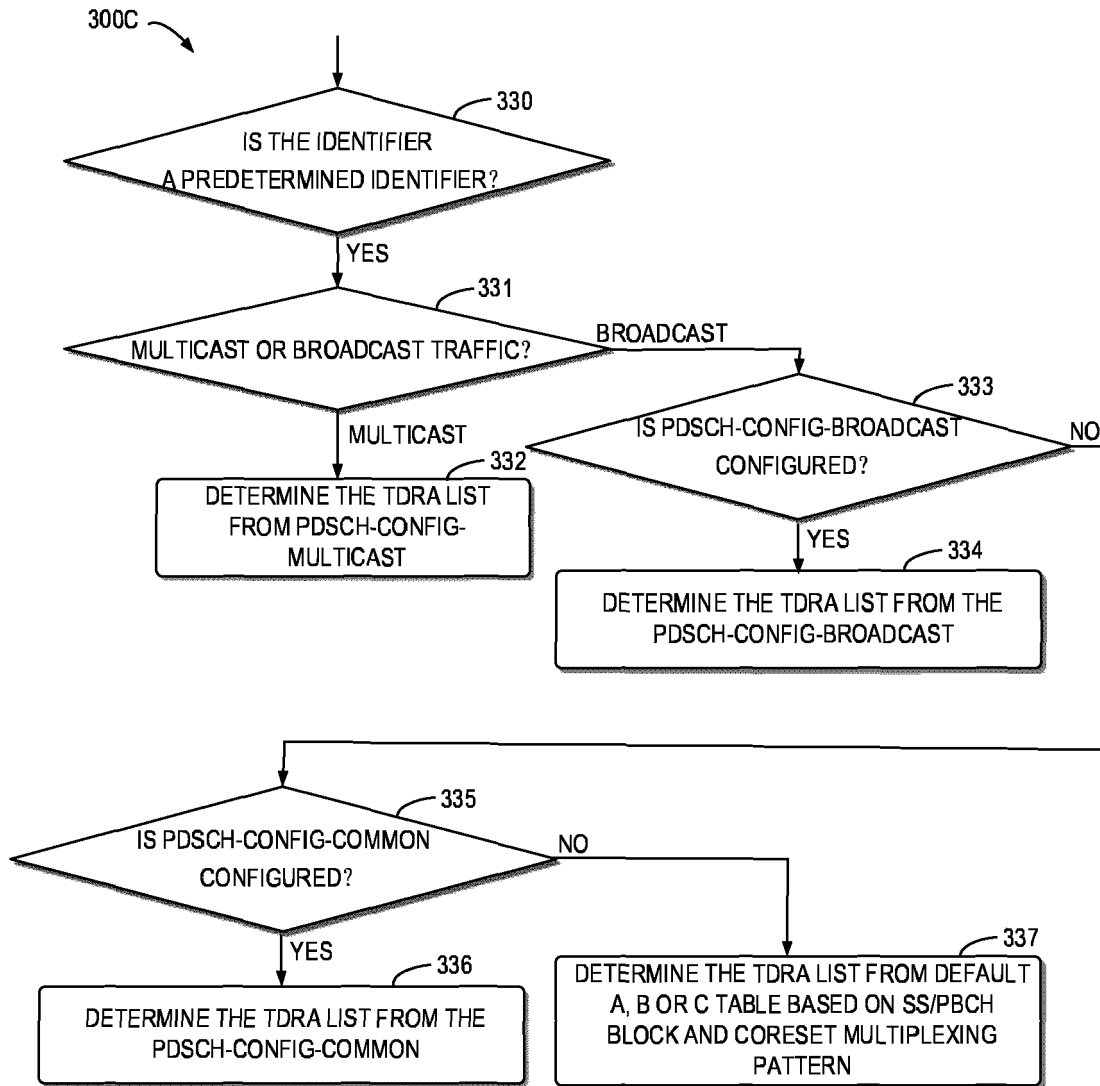 300C
330
IS THE IDENTIFIER
A PREDETERMINED IDENTIFIER?
YES
331
MULTICAST OR BROADCAST TRAFFIC?
BROADCAST
333
IS PDSCH-CONFIG-BROADCAST
CONFIGURED?
NO
MULTICAST
332
DETERMINE THE TDRA LIST
FROM PDSCH-CONFIG-
MULTICAST
YES
334
DETERMINE THE TDRA LIST FROM THE
PDSCH-CONFIG-BROADCAST
335
IS PDSCH-CONFIG-COMMON
CONFIGURED?
NO
YES
336
DETERMINE THE TDRA LIST FROM THE
PDSCH-CONFIG-COMMON
337
DETERMINE THE TDRA LIST FROM DEFAULT
A, B OR C TABLE BASED ON SS/PBCH
BLOCK AND CORESET MULTIPLEXING
PATTERN